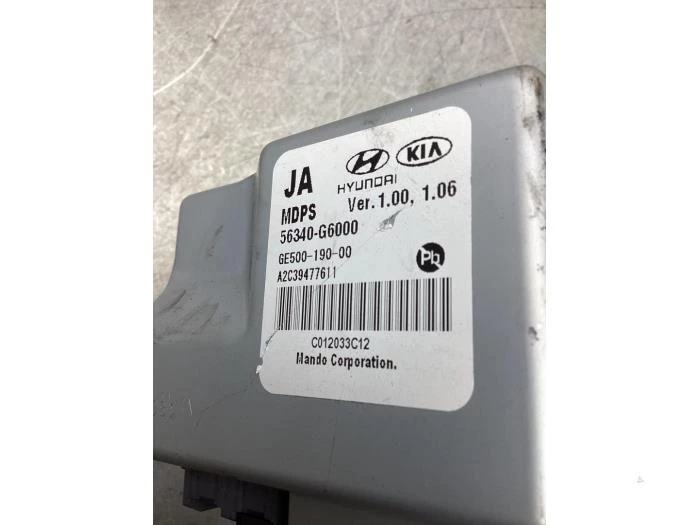 JA
HYUNDAI
KIA
MDPS
Ver.1.00, 1.06
56340-G6000
GE500-190-00
A2C39477611
Pb
C012033C12
Mando Corporation.